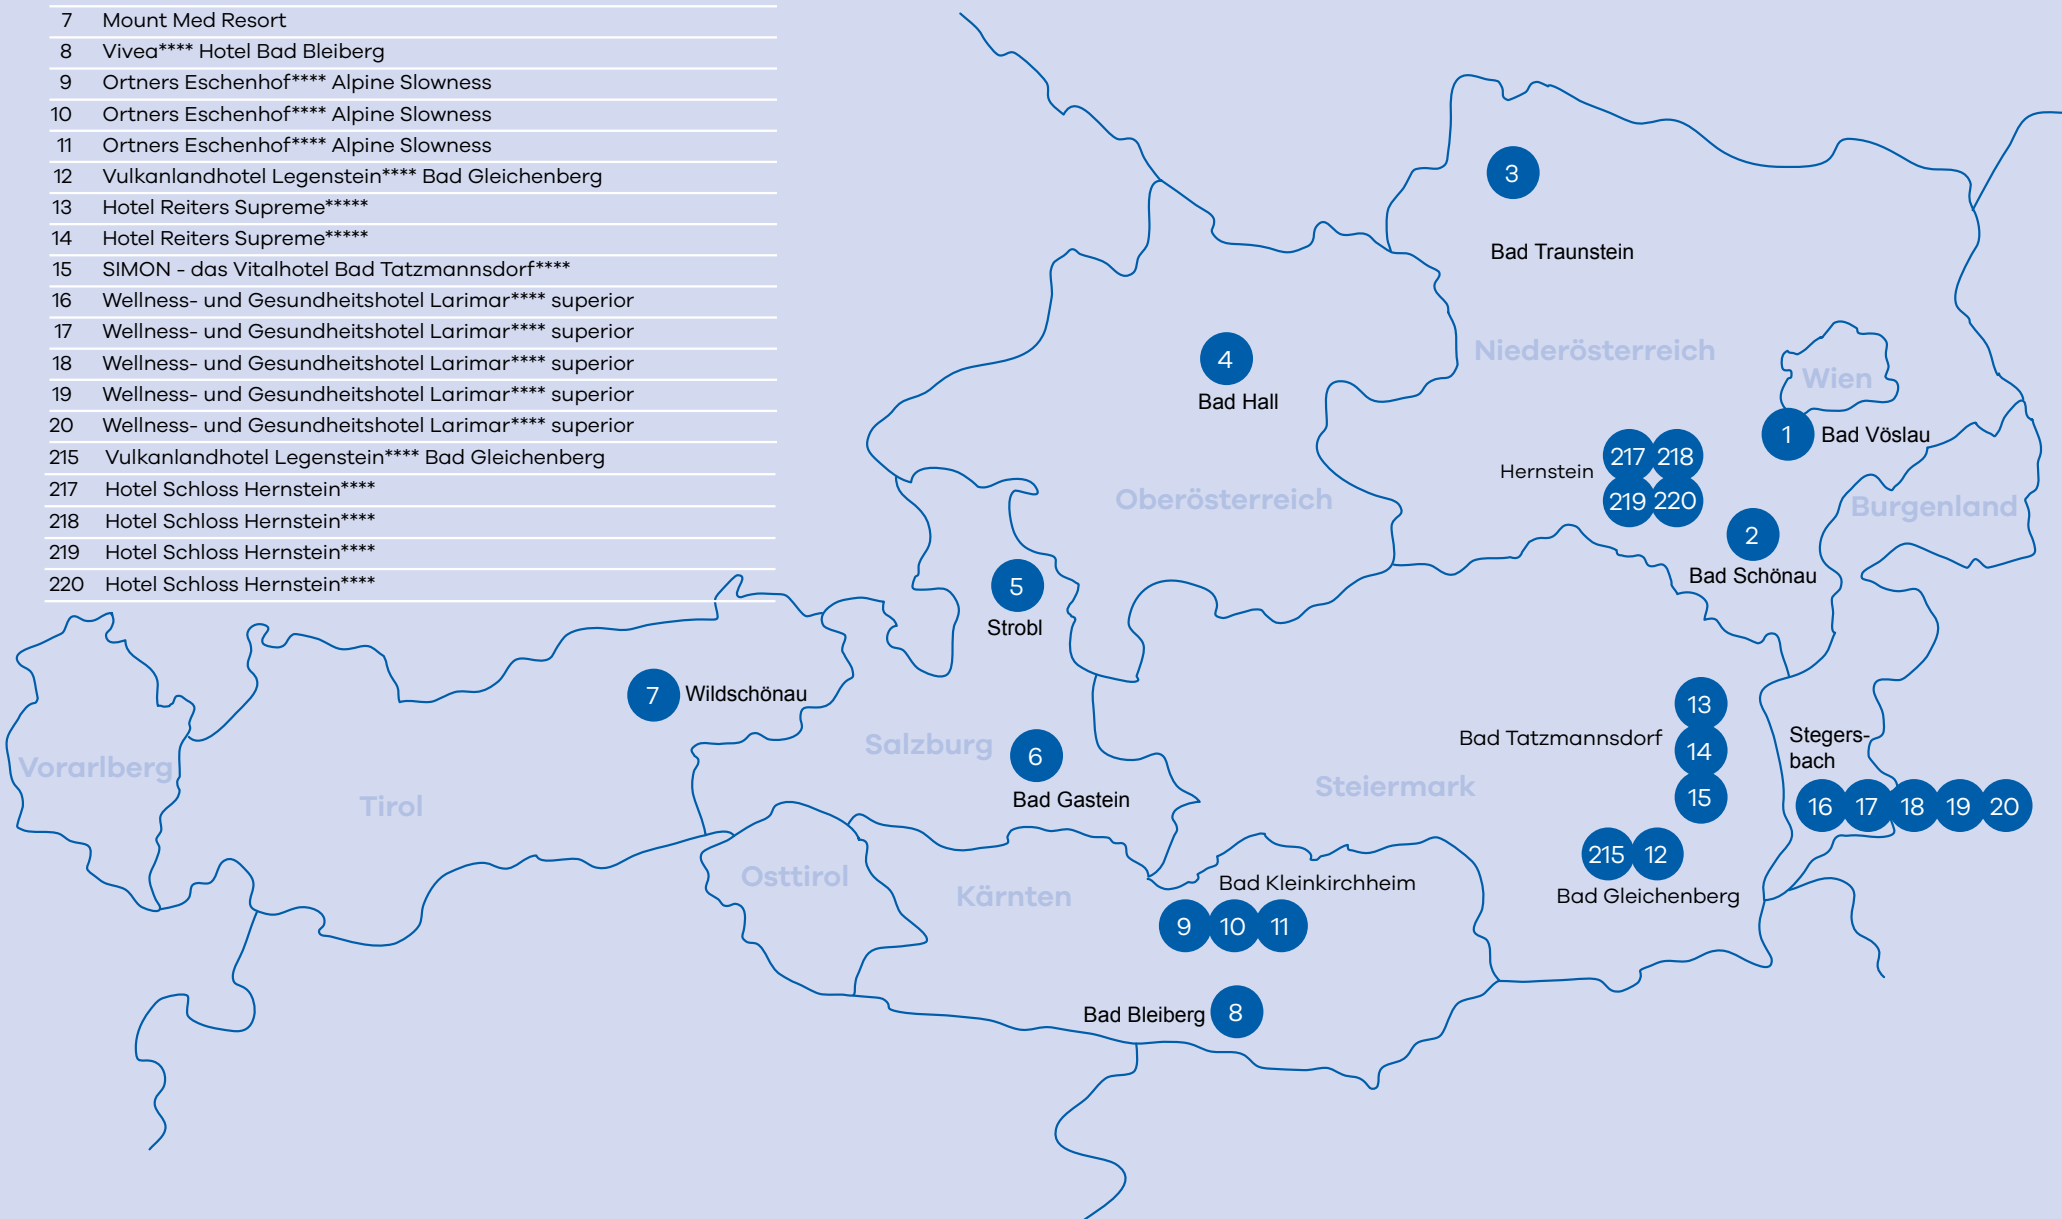 7 Mount Med Resort
8 Vivea**** Hotel Bad Bleiberg
9 Ortners Eschenhof**** Alpine Slowness
10 Ortners Eschenhof**** Alpine Slowness
11 Ortners Eschenhof**** Alpine Slowness
12 Vulkanlandhotel Legenstein**** Bad Gleichenberg
13 Hotel Reiters Supreme*****
14 Hotel Reiters Supreme*****
15 SIMON - das Vitalhotel Bad Tatzmannsdorf****
16 Wellness- und Gesundheitshotel Larimar**** superior
17 Wellness- und Gesundheitshotel Larimar**** superior
18 Wellness- und Gesundheitshotel Larimar**** superior
19 Wellness- und Gesundheitshotel Larimar**** superior
20 Wellness- und Gesundheitshotel Larimar**** superior
215 Vulkanlandhotel Legenstein**** Bad Gleichenberg
217 Hotel Schloss Hernstein****
218 Hotel Schloss Hernstein****
219 Hotel Schloss Hernstein****
220 Hotel Schloss Hernstein****
3
Bad Traunstein
Niederösterreich
4
Bad Hall
Wien
1 Bad Vöslau
217 218
Hernstein
219 220
Oberösterreich
Burgenland
2
Bad Schönau
5
Strobl
7 Wildschönau
13
Bad Tatzmannsdorf
14
15
Stegers-
bach
16 17 18 19 20
Salzburg
6
Bad Gastein
Vorarlberg
Tirol
Steiermark
215 12
Bad Gleichenberg
Osttirol
Kärnten
Bad Kleinkirchheim
9 10 11
Bad Bleiberg 8